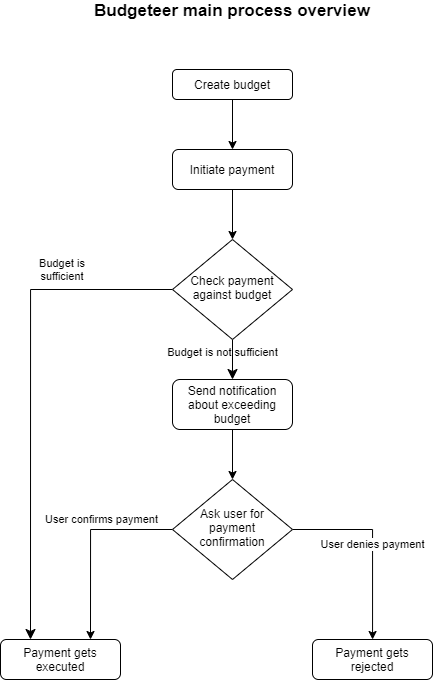 Budgeteer main process overview
Create budget
Initiate payment
Budget is
sufficient
Check payment
against budget
Budget is not sufficient
Send notification
about exceeding
budget
Ask user for
payment
confirmation
User confirms payment
User denies payment
Payment gets
executed
Payment gets
rejected